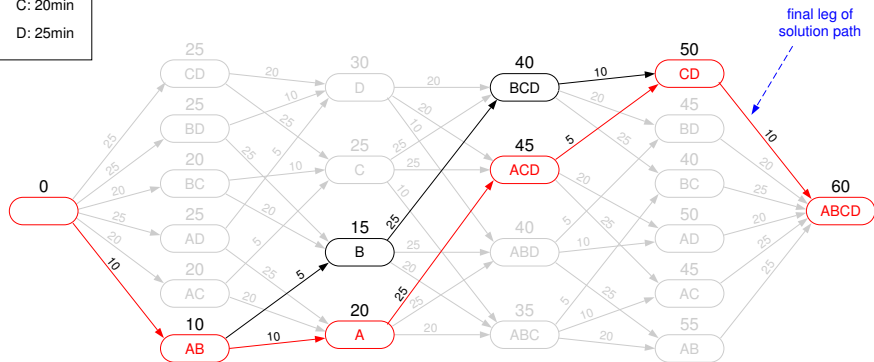 C: 20min
D: 25min
final leg of
solution path
0
25
25
20
25
20
10
25
CD
25
BD
20
BC
25
AD
20
AC
10
AB
20
25
10
25
10
20
5
25
5
20
5
10
30
D
25
C
15
B
20
A
20
20
10
25
25
10
25
25
20
25
25
20
40
BCD
45
ACD
40
ABD
35
ABC
10
20
25
5
20
25
5
10
25
5
10
20
50
CD
45
BD
40
BC
50
AD
45
AC
55
AB
10
20
25
20
25
25
60
ABCD